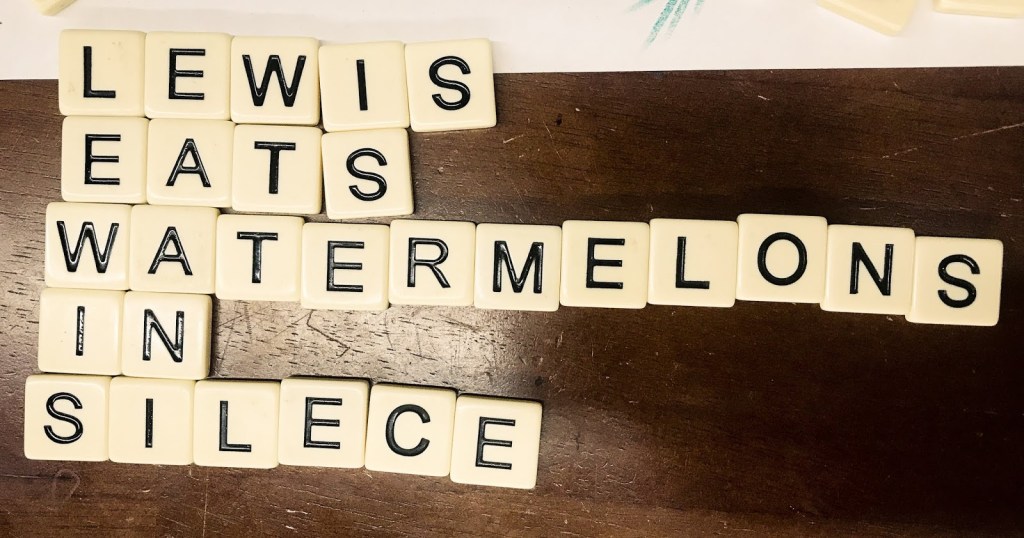 LEWIS
EATS
WATERMELONS
IN
SILECE